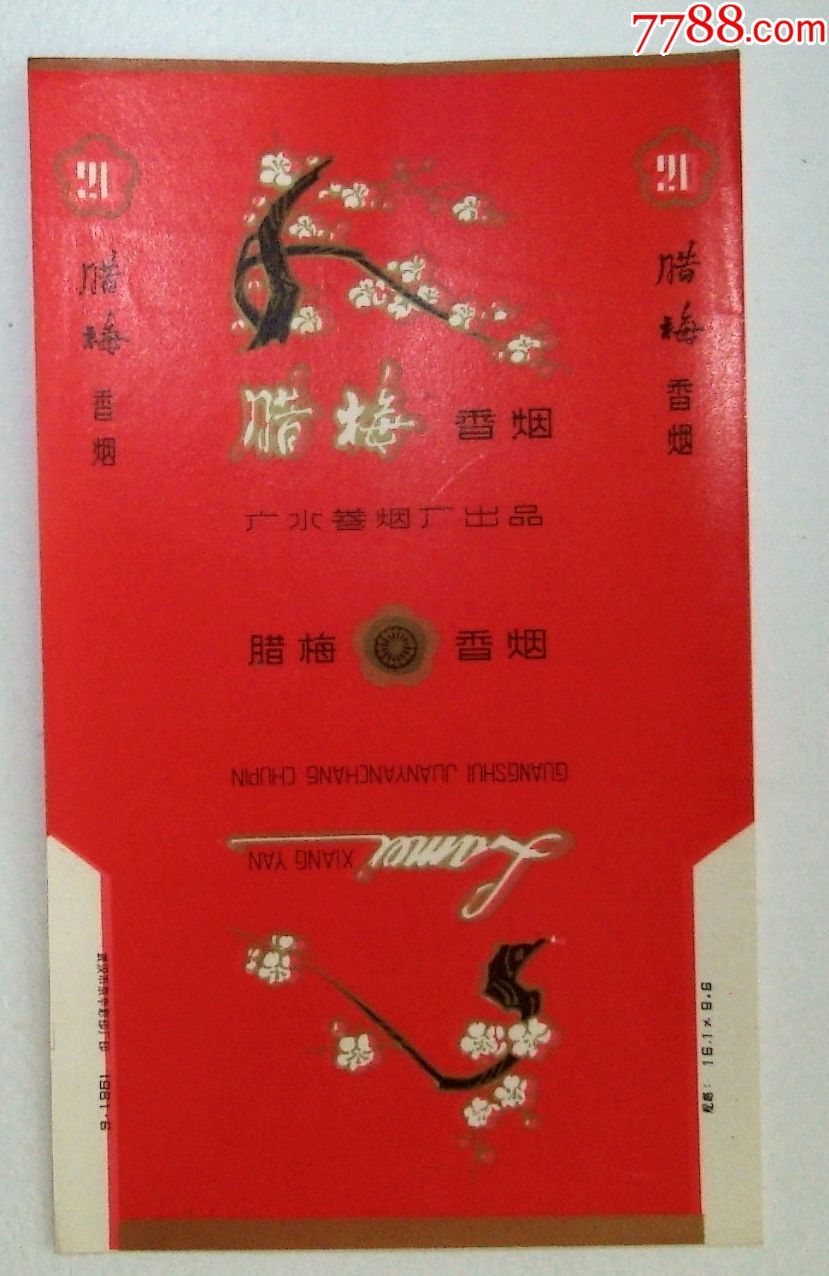 7788.com
21
腊梅 香烟
21
腊梅 香烟
腊梅 香烟
广水卷烟厂出品
腊梅 香烟
GUANGSHUI JUANYANCHANG CHUPIN
Lamei XIANG YAN
1981.6
规格：16.1×9.6